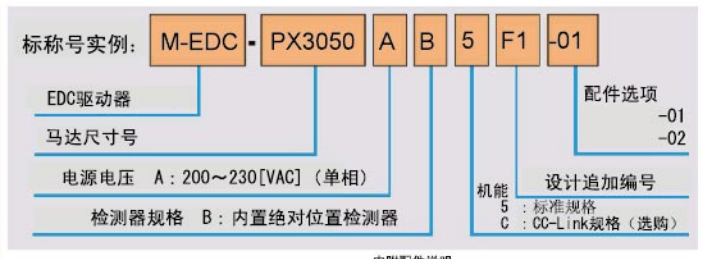 标称号实例: M-EDC - PX3050 A B 5 F1 -01
EDC驱动器
配件选项
-01
-02
马达尺寸号
电源电压 A:200～230[VAC](单相)
设计追加编号
检测器规格 B:内置绝对位置检测器
机能
5 :标准规格
C :CC-Link规格(选购)